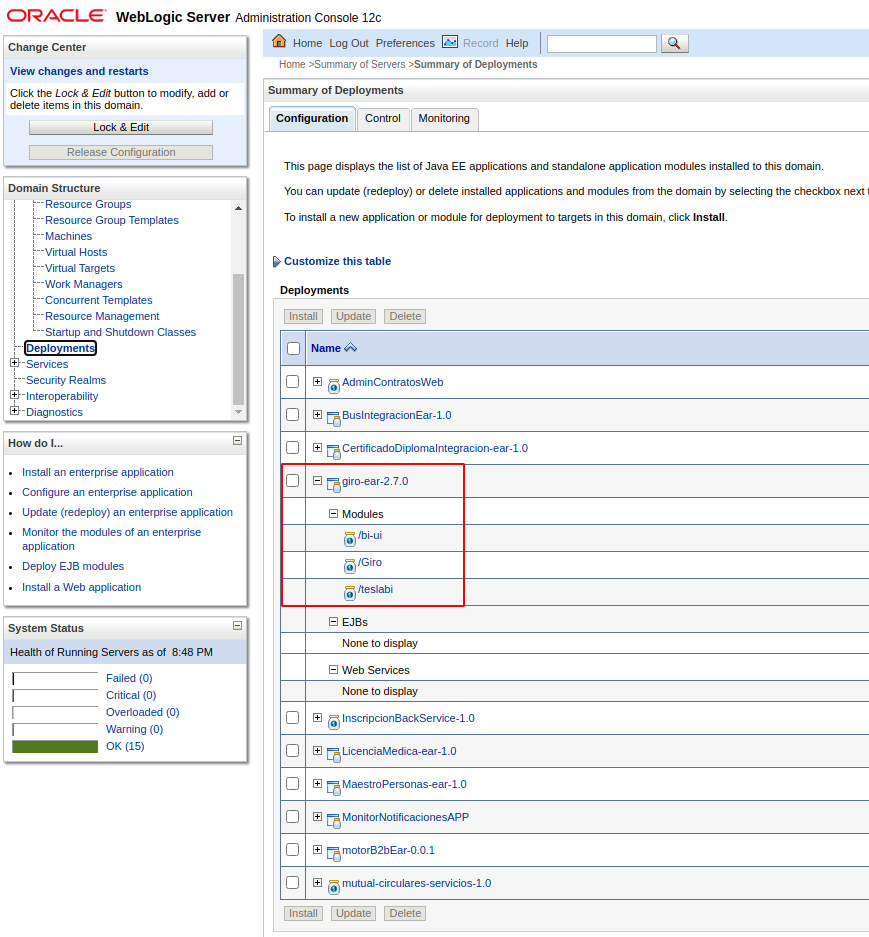 ORACLE WebLogic Server Administration Console 12c
Change Center
View changes and restarts
Click the Lock & Edit button to modify, add or
delete items in this domain.
Lock & Edit
Release Configuration
Domain Structure
Resource Groups
Resource Group Templates
Machines
Virtual Hosts
Virtual Targets
Work Managers
Concurrent Templates
Resource Management
Startup and Shutdown Classes
Deployments
Services
Security Realms
Interoperability
Diagnostics
How do I...
Install an enterprise application
Configure an enterprise application
Update (redeploy) an enterprise application
Monitor the modules of an enterprise
application
Deploy EJB modules
Install a Web application
System Status
Health of Running Servers as of 8:48 PM
Failed (0)
Critical (0)
Overloaded (0)
Warning (0)
OK (15)
Home Log Out Preferences Record Help
Home >Summary of Servers >Summary of Deployments
Summary of Deployments
Configuration Control Monitoring
This page displays the list of Java EE applications and standalone application modules installed to this domain.
You can update (redeploy) or delete installed applications and modules from the domain by selecting the checkbox next
To install a new application or module for deployment to targets in this domain, click Install.
Customize this table
Deployments
Install Update Delete
Name
AdminContratosWeb
BusIntegracionEar-1.0
CertificadoDiplomaIntegracion-ear-1.0
giro-ear-2.7.0
Modules
/bi-ui
/Giro
/teslabi
EJBs
None to display
Web Services
None to display
InscripcionBackService-1.0
LicenciaMedica-ear-1.0
MaestroPersonas-ear-1.0
MonitorNotificacionesAPP
motorB2bEar-0.0.1
mutual-circulares-servicios-1.0
Install Update Delete